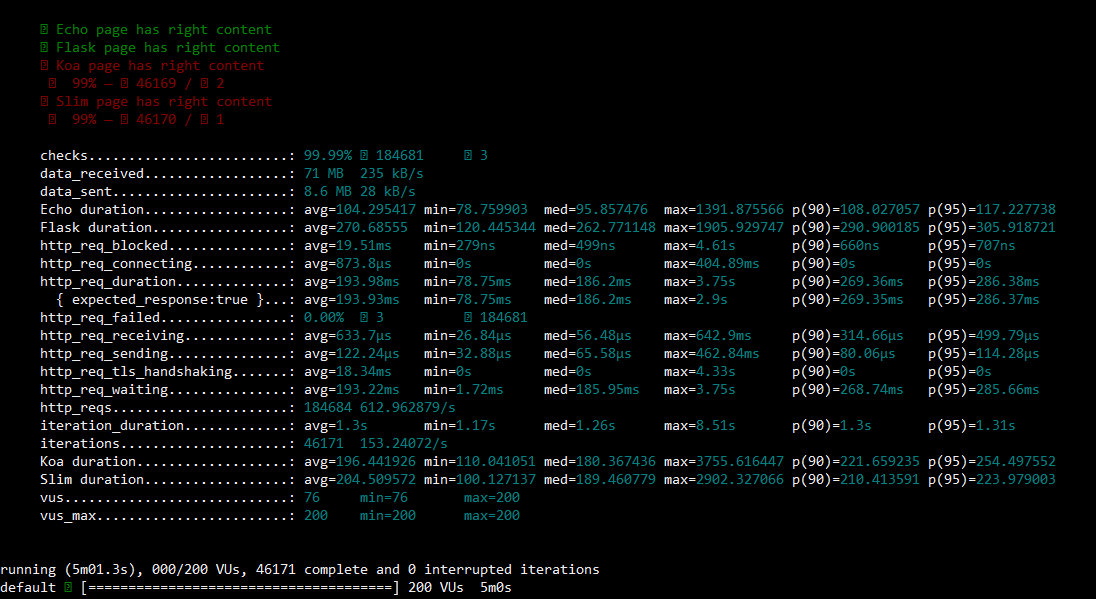 Echo page has right content
Flask page has right content
Koa page has right content
99% — 46169 / 2
Slim page has right content
99% — 46170 / 1
checks.........................: 99.99% 184681 3
data_received..................: 71 MB 235 kB/s
data_sent......................: 8.6 MB 28 kB/s
Echo duration..................: avg=104.295417 min=78.759903 med=95.857476 max=1391.875566 p(90)=108.027057 p(95)=117.227738
Flask duration.................: avg=270.68555 min=120.445344 med=262.771148 max=1905.929747 p(90)=290.900185 p(95)=305.918721
http_req_blocked...............: avg=19.51ms min=279ns med=499ns max=4.61s p(90)=660ns p(95)=707ns
http_req_connecting............: avg=873.8µs min=0s med=0s max=404.89ms p(90)=0s p(95)=0s
http_req_duration..............: avg=193.98ms min=78.75ms med=186.2ms max=3.75s p(90)=269.36ms p(95)=286.38ms
{ expected_response:true }...: avg=193.93ms min=78.75ms med=186.2ms max=2.9s p(90)=269.35ms p(95)=286.37ms
http_req_failed................: 0.00% 3 184681
http_req_receiving.............: avg=633.7µs min=26.84µs med=56.48µs max=642.9ms p(90)=314.66µs p(95)=499.79µs
http_req_sending...............: avg=122.24µs min=32.88µs med=65.58µs max=462.84ms p(90)=80.06µs p(95)=114.28µs
http_req_tls_handshaking.......: avg=18.34ms min=0s med=0s max=4.33s p(90)=0s p(95)=0s
http_req_waiting...............: avg=193.22ms min=1.72ms med=185.95ms max=3.75s p(90)=268.74ms p(95)=285.66ms
http_reqs......................: 184684 612.962879/s
iteration_duration.............: avg=1.3s min=1.17s med=1.26s max=8.51s p(90)=1.3s p(95)=1.31s
iterations.....................: 46171 153.24072/s
Koa duration...................: avg=196.441926 min=110.041051 med=180.367436 max=3755.616447 p(90)=221.659235 p(95)=254.497552
Slim duration..................: avg=204.509572 min=100.127137 med=189.460779 max=2902.327066 p(90)=210.413591 p(95)=223.979003
vus............................: 76 min=76 max=200
vus_max........................: 200 min=200 max=200
running (5m01.3s), 000/200 VUs, 46171 complete and 0 interrupted iterations
default [======================================] 200 VUs 5m0s